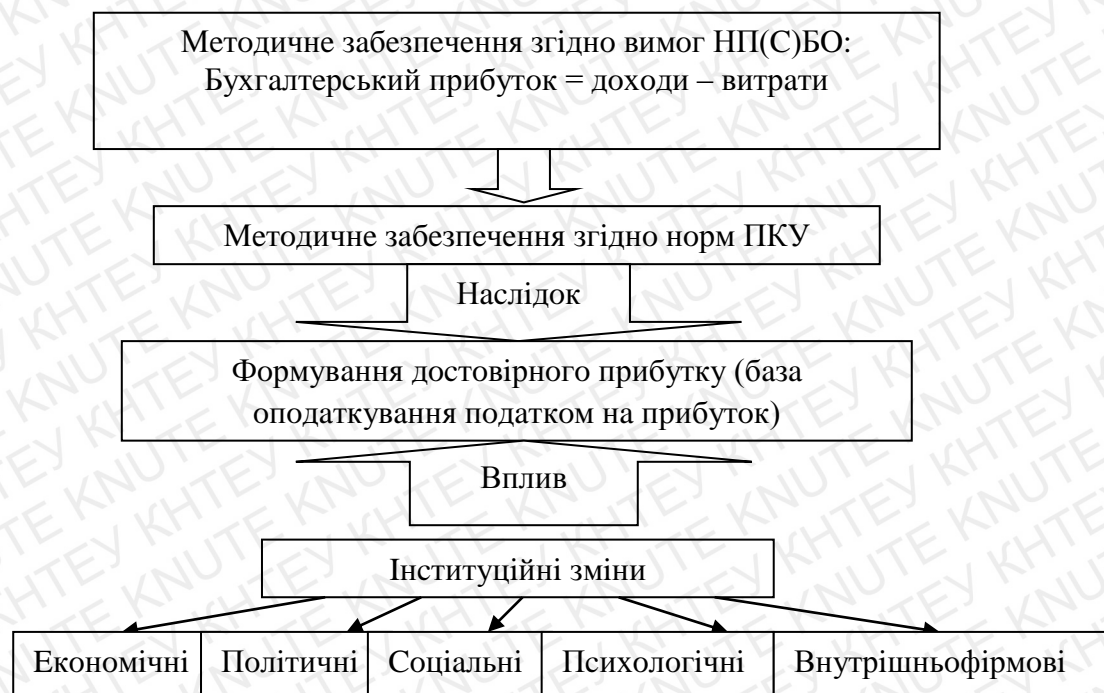 Методичне забезпечення згідно вимог НП(С)БО:
Бухгалтерський прибуток = доходи – витрати
Методичне забезпечення згідно норм ПКУ
Наслідок
Формування достовірного прибутку (база
оподаткування податком на прибуток)
Вплив
Інституційні зміни
Економічні Політичні Соціальні Психологічні Внутрішньофірмові